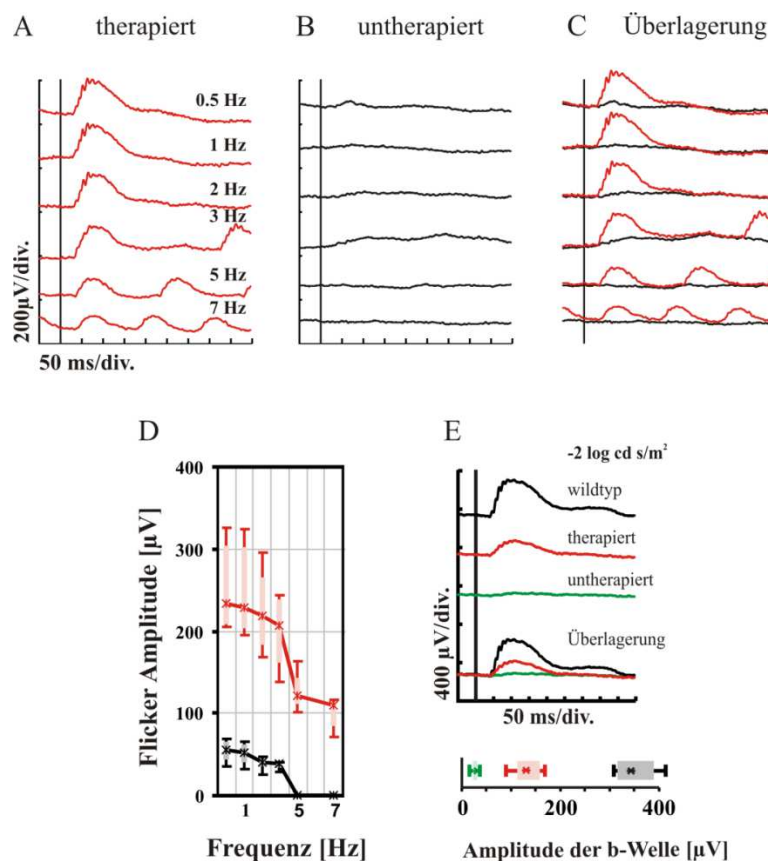 A therapiert
B untherapiert
C Überlagerung
0.5 Hz
1 Hz
2 Hz
3 Hz
5 Hz
7 Hz
200µV/div.
50 ms/div.
D
400
300
200
100
0
1 5 7
Flicker Amplitude [µV]
Frequenz [Hz]
E
-2 log cd s/m²
wildtyp
therapiert
untherapiert
Überlagerung
400 µV/div.
50 ms/div.
0 200 400
Amplitude der b-Welle [µV]